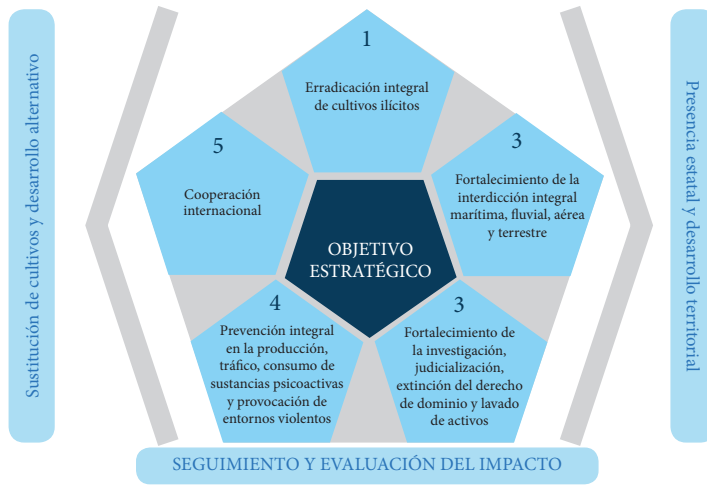 Sustitución de cultivos y desarrollo alternativo
1
Erradicación integral
de cultivos ilícitos
3
Fortalecimiento de la
interdicción integral
marítima, fluvial, aérea
y terrestre
3
Fortalecimiento de
la investigación,
judicialización,
extinción del derecho
de dominio y lavado
de activos
4
Prevención integral
en la producción,
tráfico, consumo de
sustancias psicoactivas
y provocación de
entornos violentos
5
Cooperación
internacional
OBJETIVO
ESTRATÉGICO
Presencia estatal y desarrollo territorial
SEGUIMIENTO Y EVALUACIÓN DEL IMPACTO